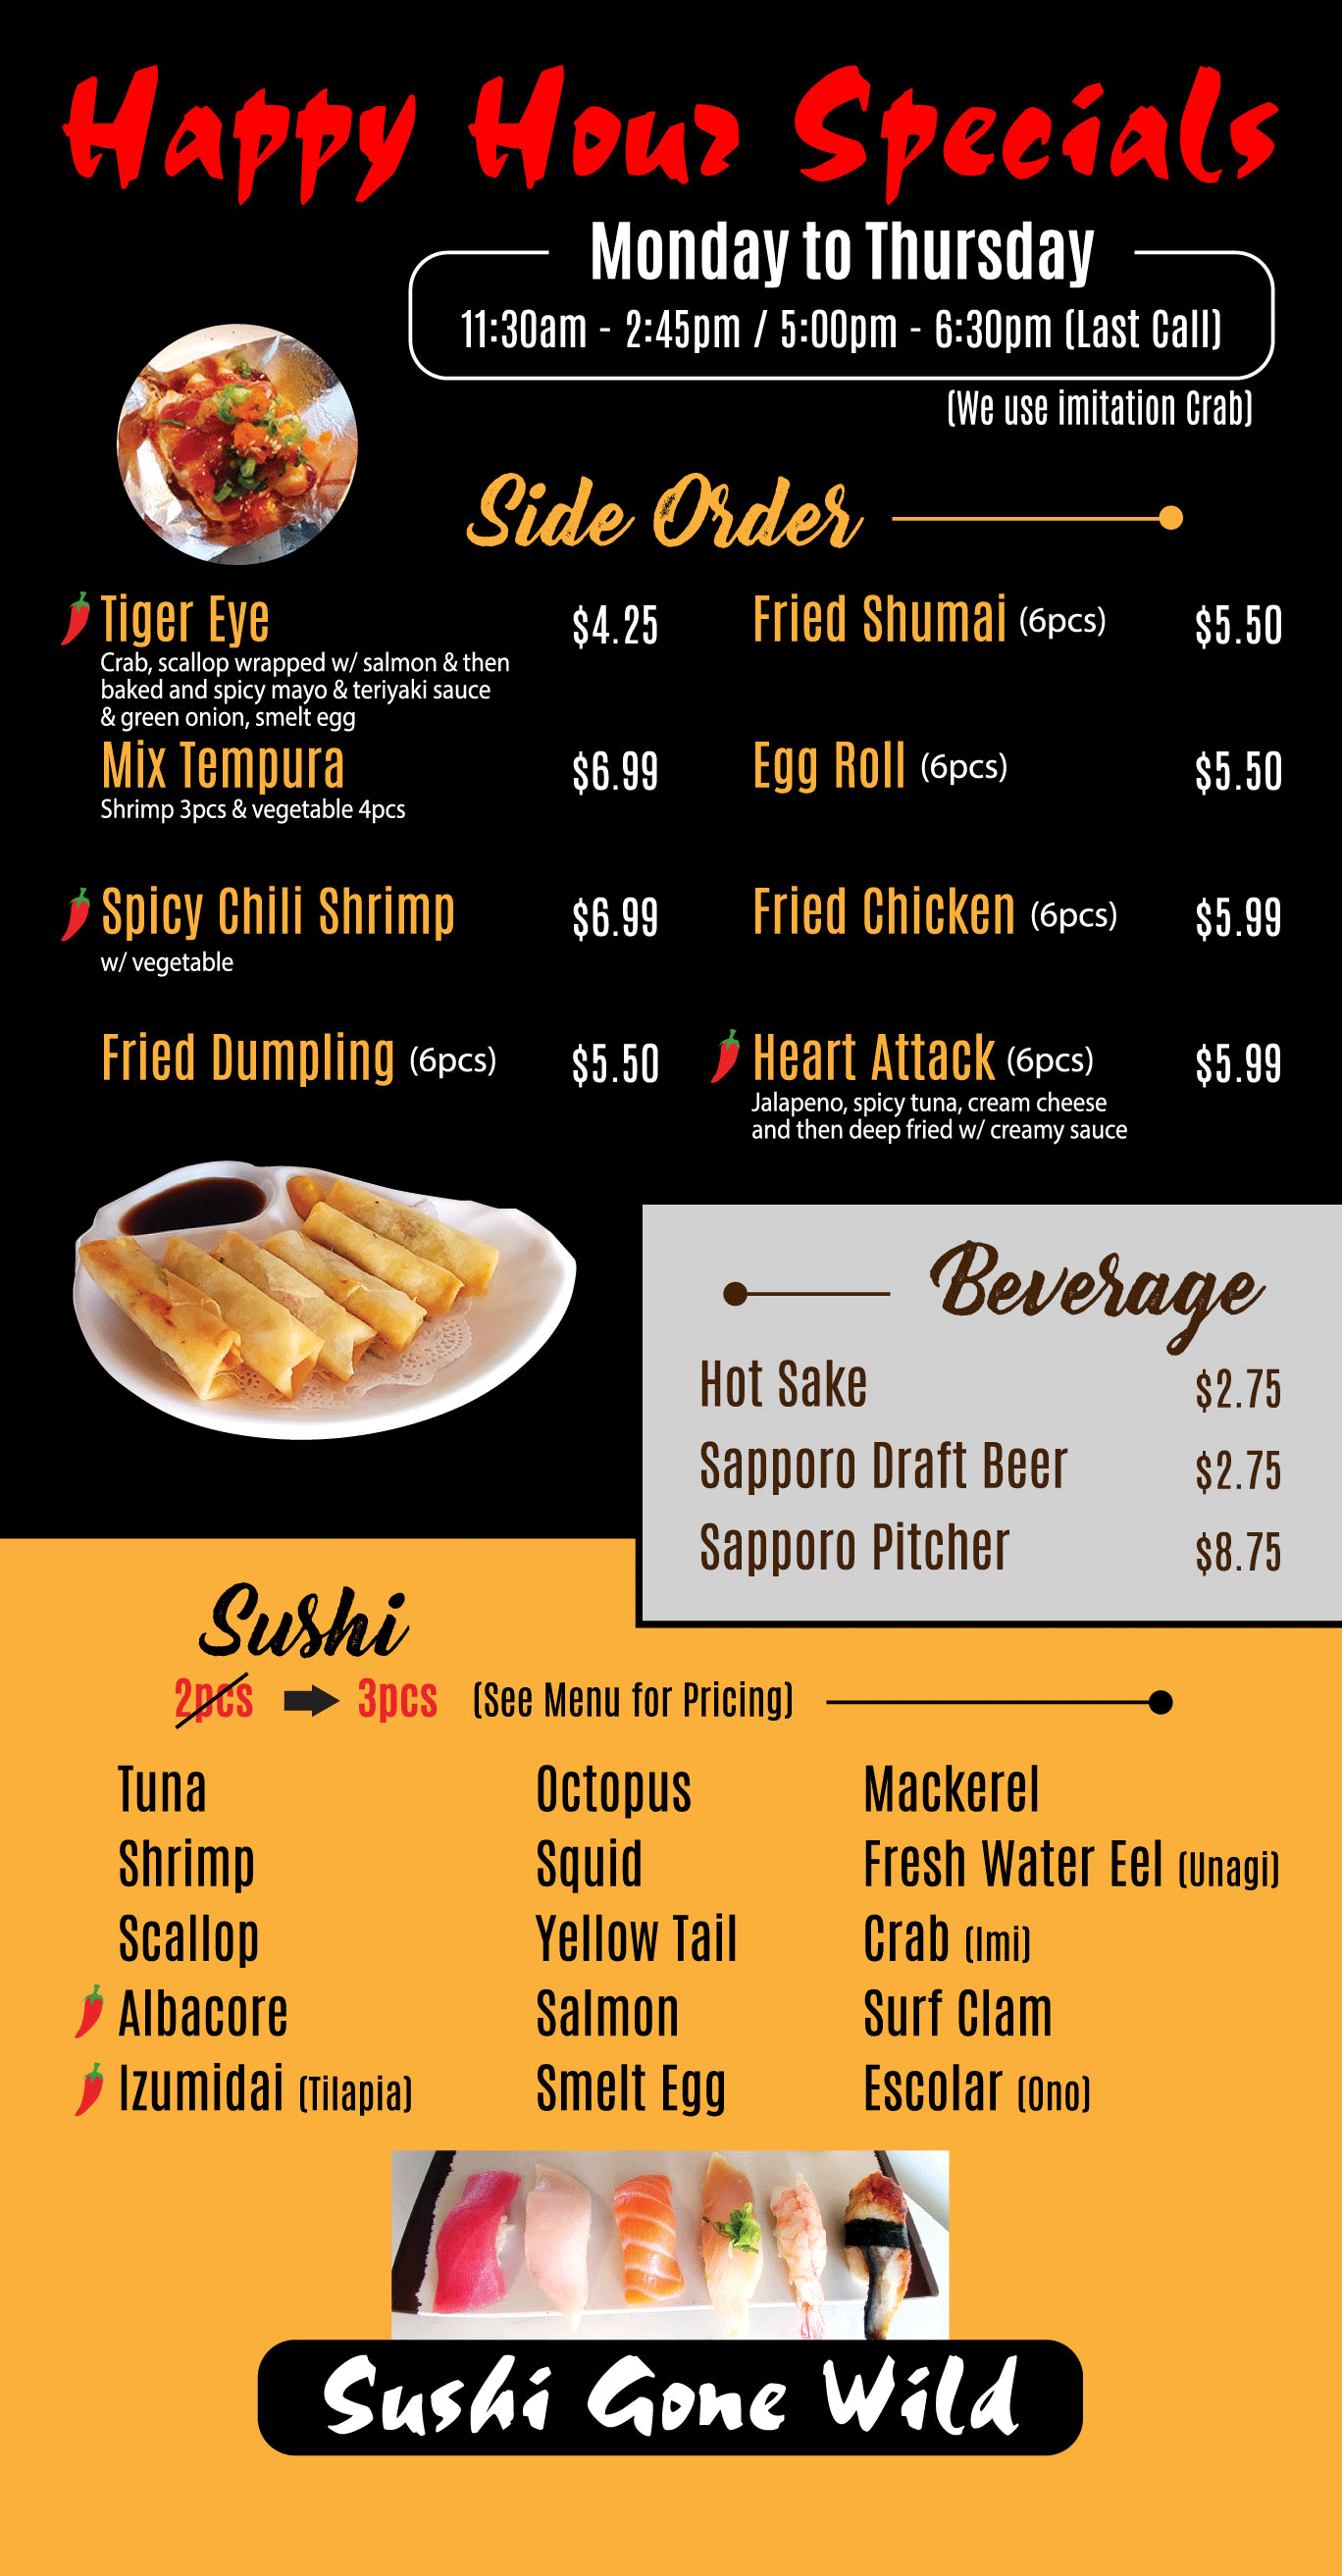 Happy Hour Specials
Monday to Thursday
11:30am - 2:45pm / 5:00pm - 6:30pm (Last Call)
(We use imitation Crab)
Side Order
Tiger Eye $4.25
Crab, scallop wrapped w/ salmon & then
baked and spicy mayo & teriyaki sauce
& green onion, smelt egg
Mix Tempura $6.99
Shrimp 3pcs & vegetable 4pcs
Spicy Chili Shrimp $6.99
w/ vegetable
Fried Dumpling (6pcs) $5.50
Fried Shumai (6pcs) $5.50
Egg Roll (6pcs) $5.50
Fried Chicken (6pcs) $5.99
Heart Attack (6pcs) $5.99
Jalapeno, spicy tuna, cream cheese
and then deep fried w/ creamy sauce
Beverage
Hot Sake $2.75
Sapporo Draft Beer $2.75
Sapporo Pitcher $8.75
Sushi
2pcs 3pcs (See Menu for Pricing)
Tuna
Shrimp
Scallop
Albacore
Izumidai (Tilapia)
Octopus
Squid
Yellow Tail
Salmon
Smelt Egg
Mackerel
Fresh Water Eel (Unagi)
Crab (Imi)
Surf Clam
Escolar (Ono)
Sushi Gone Wild